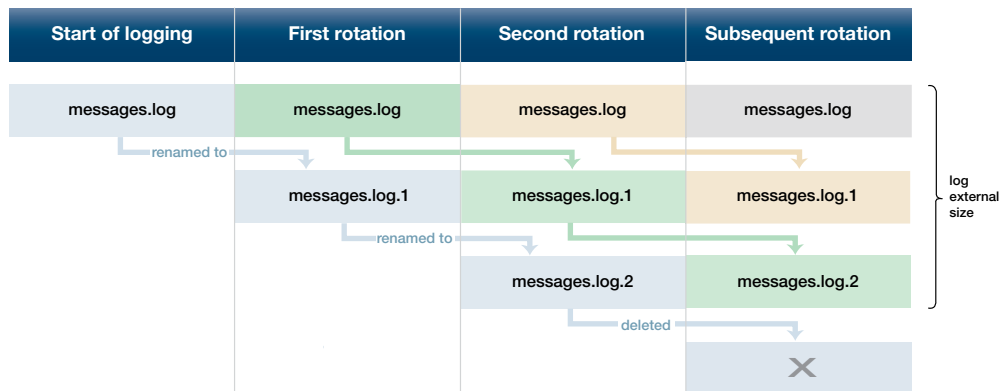 Start of logging
First rotation
Second rotation
Subsequent rotation
messages.log
messages.log
messages.log
messages.log
renamed to
messages.log.1
messages.log.1
messages.log.1
log
external
size
renamed to
messages.log.2
messages.log.2
deleted
X